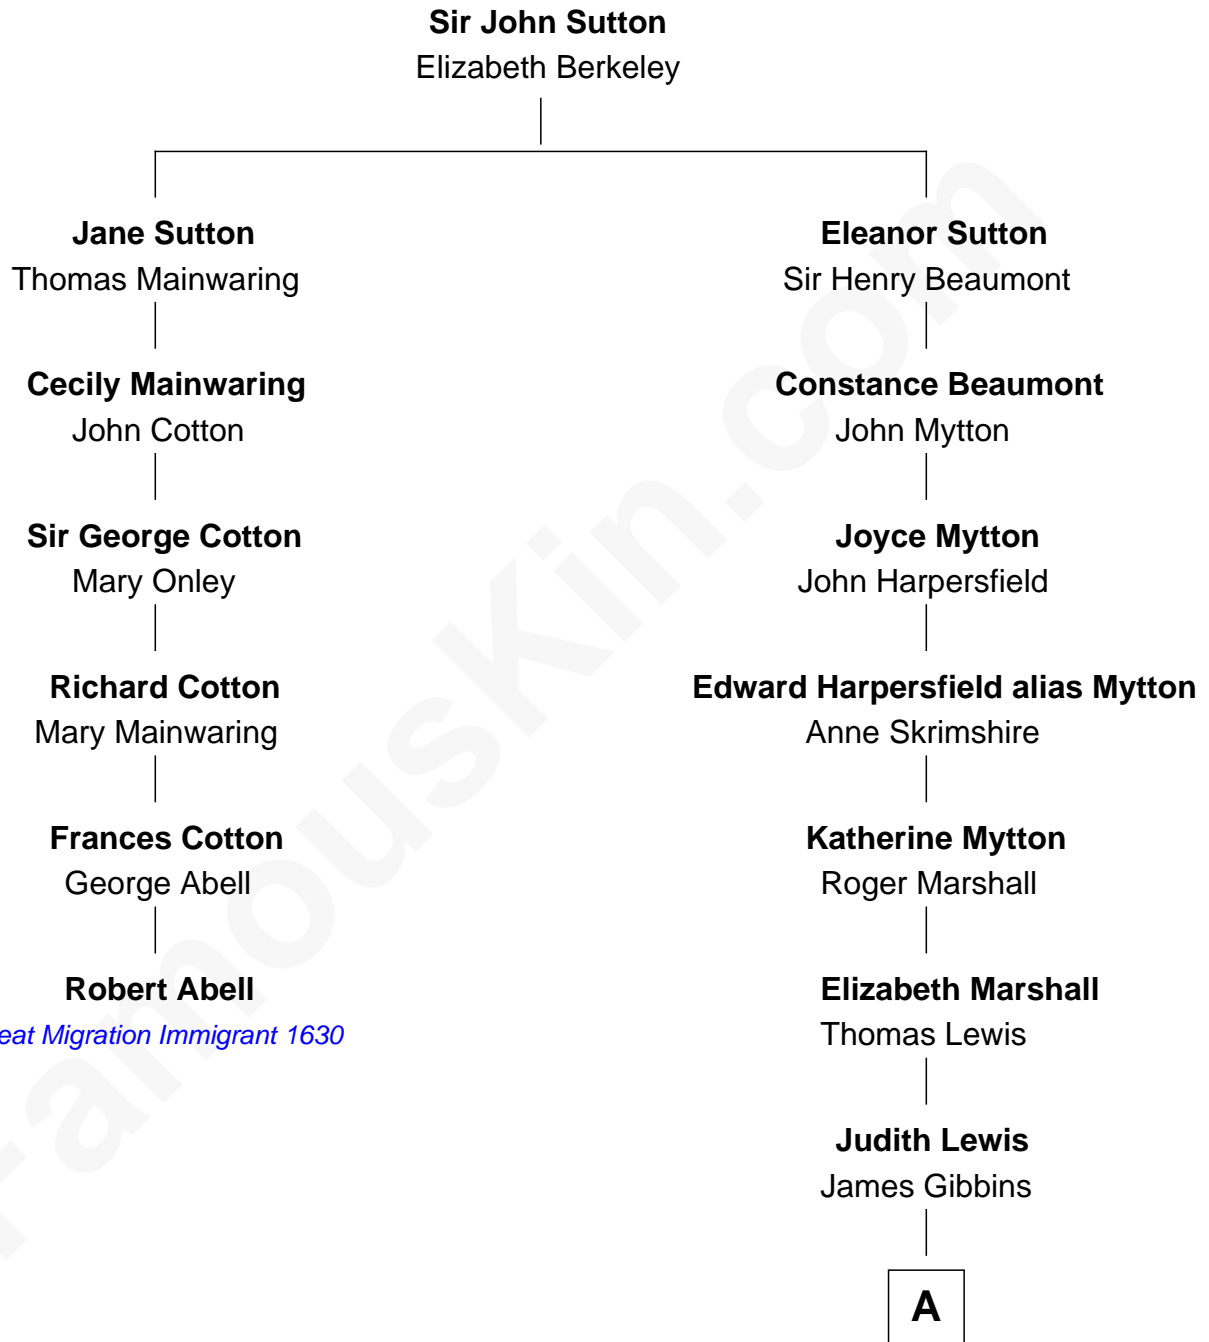 Sir John Sutton
Elizabeth Berkeley
Jane Sutton
Thomas Mainwaring
Cecily Mainwaring
John Cotton
Sir George Cotton
Mary Onley
Richard Cotton
Mary Mainwaring
Frances Cotton
George Abell
Robert Abell
eat Migration Immigrant 1630
Eleanor Sutton
Sir Henry Beaumont
Constance Beaumont
John Mytton
Joyce Mytton
John Harpersfield
Edward Harpersfield alias Mytton
Anne Skrimshire
Katherine Mytton
Roger Marshall
Elizabeth Marshall
Thomas Lewis
Judith Lewis
James Gibbins
A
FamousKin.com